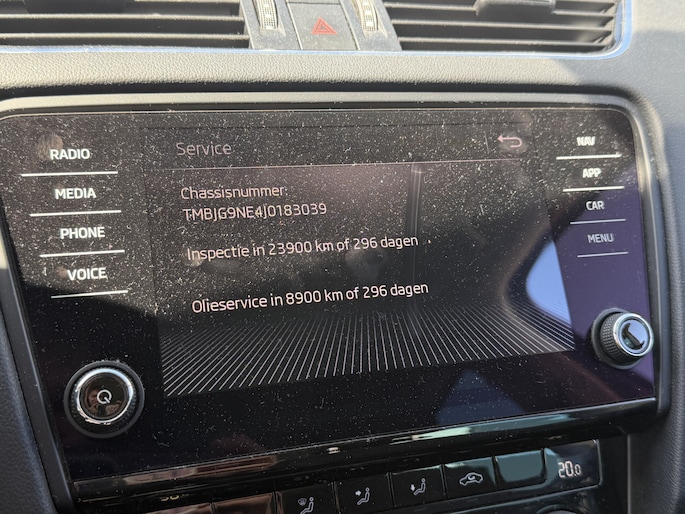 RADIO
MEDIA
PHONE
VOICE
Service
Chassisnummer:
TMBJG9NE4J0183039
Inspectie in 23900 km of 296 dagen
Olieservice in 8900 km of 296 dagen
NAV
APP
CAR
MENU
20.0